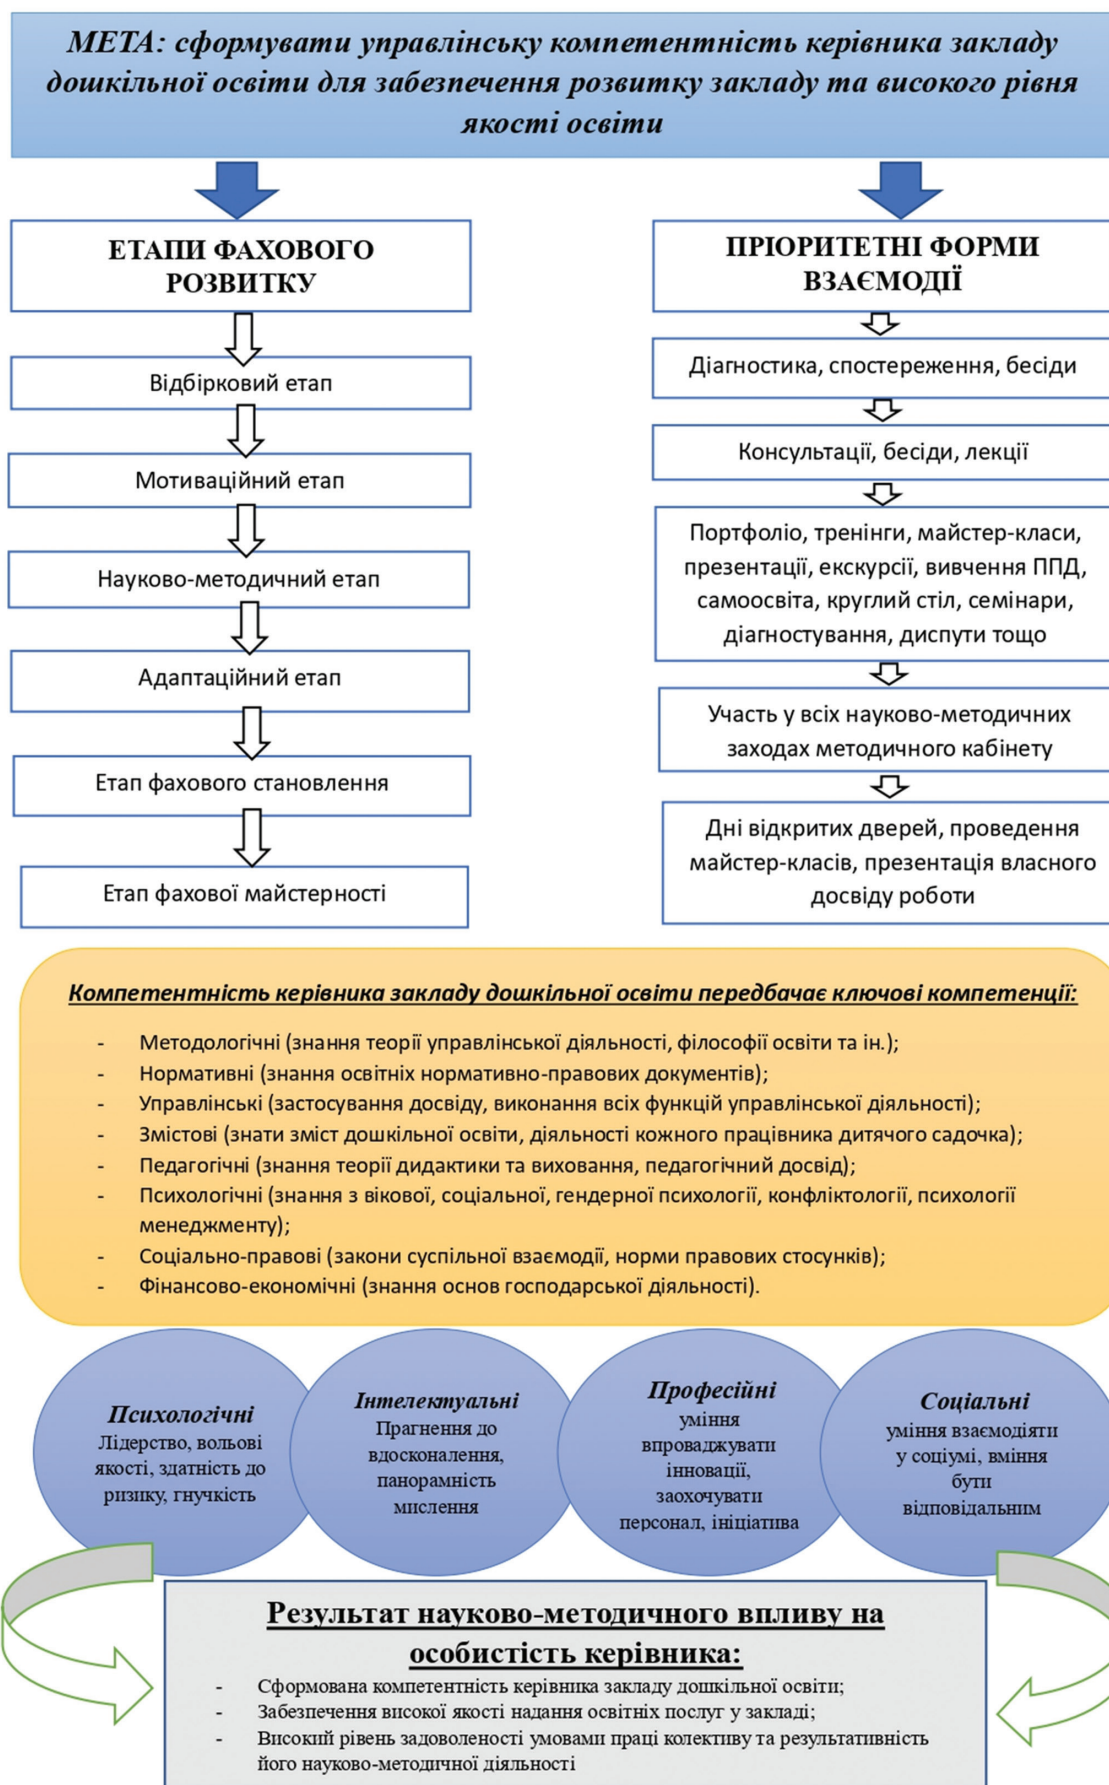 МЕТА: сформувати управлінську компетентність керівника закладу
дошкільної освіти для забезпечення розвитку закладу та високого рівня
якості освіти
ЕТАПИ ФАХОВОГО
РОЗВИТКУ
Відбірковий етап
Мотиваційний етап
Науково-методичний етап
Адаптаційний етап
Етап фахового становлення
Етап фахової майстерності
ПРІОРИТЕТНІ ФОРМИ
ВЗАЄМОДІЇ
Діагностика, спостереження, бесіди
Консультації, бесіди, лекції
Портфоліо, тренінги, майстер-класи,
презентації, екскурсії, вивчення ППД,
самоосвіта, круглий стіл, семінари,
діагностування, диспути тощо
Участь у всіх науково-методичних
заходах методичного кабінету
Дні відкритих дверей, проведення
майстер-класів, презентація власного
досвіду роботи
Компетентність керівника закладу дошкільної освіти передбачає ключові компетенції:
- Методологічні (знання теорії управлінської діяльності, філософії освіти та ін.);
- Нормативні (знання освітніх нормативно-правових документів);
- Управлінські (застосування досвіду, виконання всіх функцій управлінської діяльності);
- Змістові (знати зміст дошкільної освіти, діяльності кожного працівника дитячого садочка);
- Педагогічні (знання теорії дидактики та виховання, педагогічний досвід);
- Психологічні (знання з вікової, соціальної, гендерної психології, конфліктології, психології
менеджменту);
- Соціально-правові (закони суспільної взаємодії, норми правових стосунків);
- Фінансово-економічні (знання основ господарської діяльності).
Психологічні
Лідерство, вольові
якості, здатність до
ризику, гнучкість
Інтелектуальні
Прагнення до
вдосконалення,
панорамність
мислення
Професійні
уміння
впроваджувати
інновації,
заохочувати
персонал, ініціатива
Соціальні
уміння взаємодіяти
у соціумі, вміння
бути
відповідальним
Результат науково-методичного впливу на
особистість керівника:
- Сформована компетентність керівника закладу дошкільної освіти;
- Забезпечення високої якості надання освітніх послуг у закладі;
- Високий рівень задоволеності умовами праці колективу та результативність
його науково-методичної діяльності